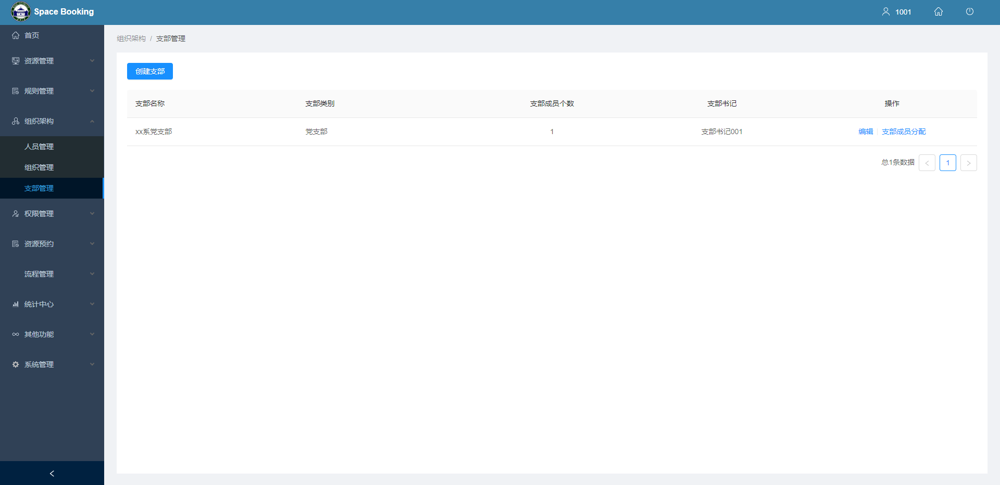 Space Booking
1001
首页
资源管理
规则管理
组织架构
人员管理
组织管理
支部管理
权限管理
资源预约
流程管理
统计中心
其他功能
系统管理
组织架构 / 支部管理
创建支部
支部名称 支部类别 支部成员个数 支部书记 操作
xx系党支部 党支部 1 支部书记001 编辑 支部成员分配
总1条数据 < 1 >